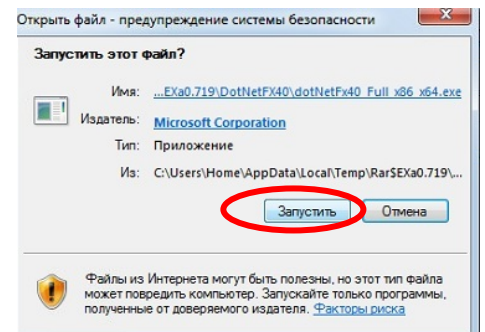 Открыть файл - предупреждение системы безопасности
Запустить этот файл?
Имя: ...EXa0.719\DotNetFX40\dotNetFx40_Full_x86_x64.exe
Издатель: Microsoft Corporation
Тип: Приложение
Из: C:\Users\Home\AppData\Local\Temp\Rar$EXa0.719\...
Запустить Отмена
Файлы из Интернета могут быть полезны, но этот тип файла
может повредить компьютер. Запускайте только программы,
полученные от доверяемого издателя. Факторы риска